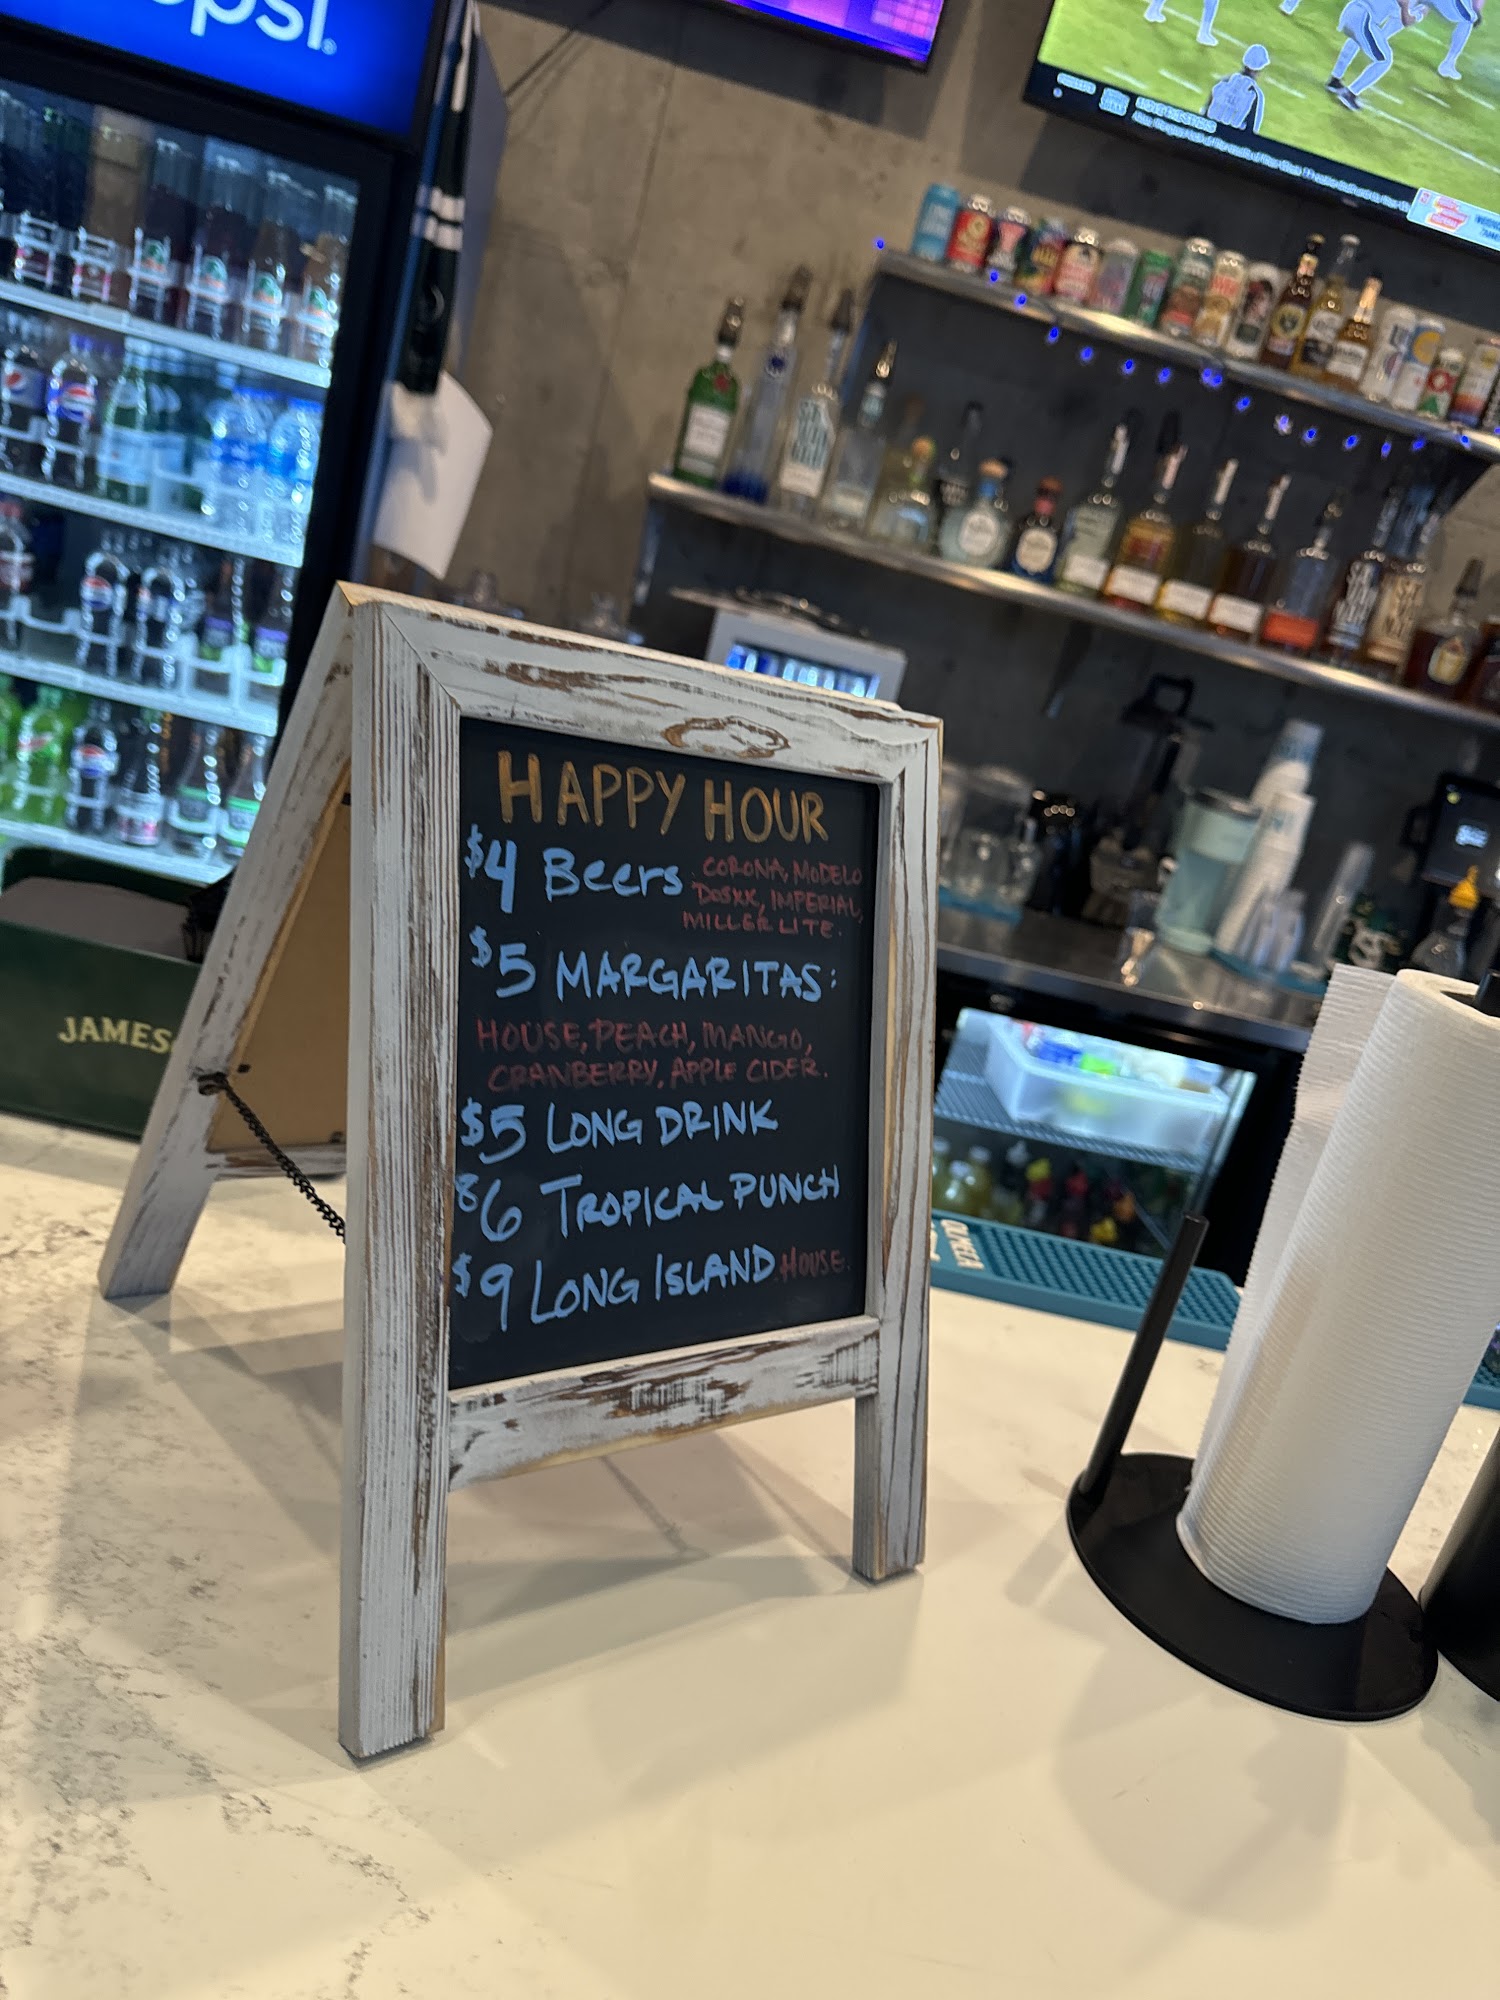 HAPPY HOUR
$4 Beers. CORONA, MODELO
DOSXX, IMPERIAL,
MILLER LITE.
$5 MARGARITAS:
HOUSE, PEACH, MANGO,
CRANBERRY, APPLE CIDER.
$5 LONG DRINK
$6 TROPICAL PUNCH
$9 LONG ISLAND HOUSE.
JAMES